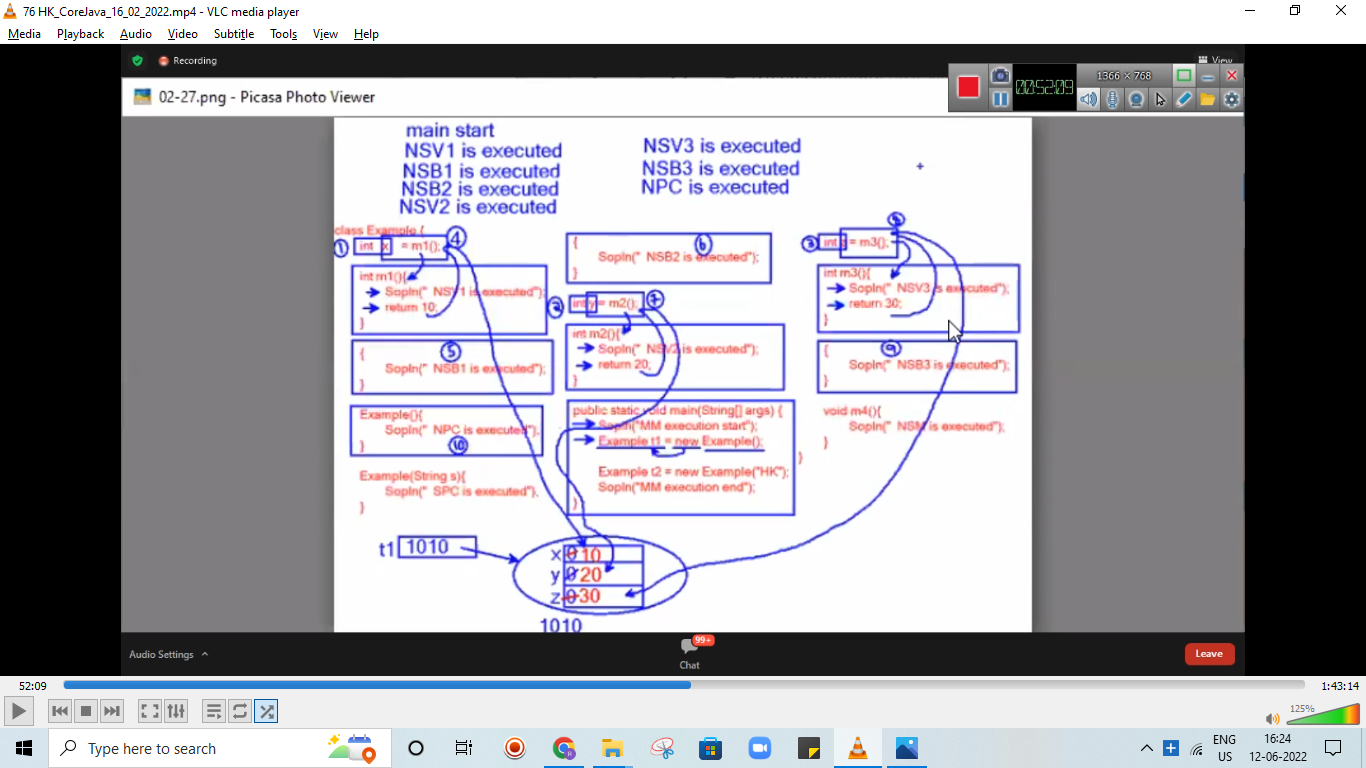 76 HK_CoreJava_16_02_2022.mp4 - VLC media player
Media Playback Audio Video Subtitle Tools View Help
Recording
View
1366 × 768
00:52:09
02-27.png - Picasa Photo Viewer
main start
NSV1 is executed
NSB1 is executed
NSB2 is executed
NSV2 is executed
NSV3 is executed
NSB3 is executed
NPC is executed
class Example {
1 int x = m1(); 4
int m1(){
Sopln(" NSV1 is executed");
return 10;
}
5
{
Sopln(" NSB1 is executed");
}
Example(){
Sopln(" NPC is executed"),
} 10
Example(String s){
Sopln(" SPC is executed"),
}
{ 6
Sopln(" NSB2 is executed");
}
2 int y = m2(); 7
int m2(){
Sopln(" NSV2 is executed");
return 20;
}
public static void main(String[] args) {
Sopln("MM execution start");
Example t1 = new Example();
Example t2 = new Example("HK");
Sopln("MM execution end");
}
8
3 int z = m3();
int m3(){
Sopln(" NSV3 is executed");
return 30;
}
{ 9
Sopln(" NSB3 is executed");
}
void m4(){
Sopln(" NSM is executed");
}
}
t1 1010
x 0 10
y 0 20
z 0 30
1010
Audio Settings
99+
Chat
Leave
52:09
1:43:14
125%
Type here to search
ENG
US
16:24
12-06-2022